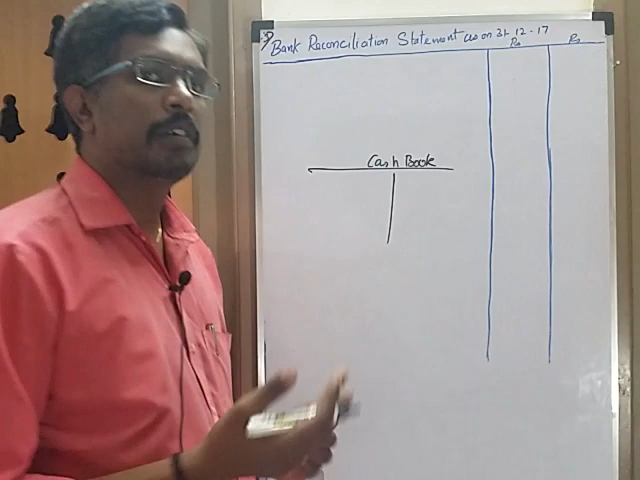 Bank Reconciliation Statement as on 31-12-17
Rs Rs
Cash Book